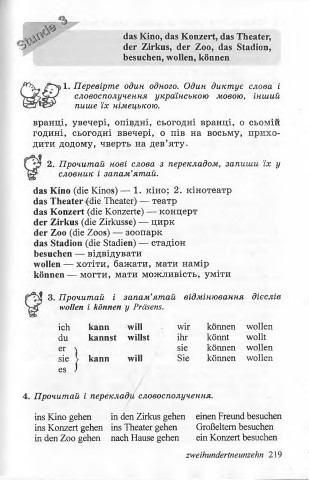 Stunde 3
das Kino, das Konzert, das Theater,
der Zirkus, der Zoo, das Stadion,
besuchen, wollen, können
1. Перевірте один одного. Один диктує слова і
словосполучення українською мовою, інший
пише їх німецькою.
вранці, увечері, опівдні, сьогодні вранці, о сьомій
годині, сьогодні ввечері, о пів на восьму, прихо-
дити додому, чверть на дев'яту.
2. Прочитай нові слова з перекладом, запиши їх у
словник і запам'ятай.
das Kino (die Kinos) — 1. кіно; 2. кінотеатр
das Theater (die Theater) — театр
das Konzert (die Konzerte) — концерт
der Zirkus (die Zirkusse) — цирк
der Zoo (die Zoos) — зоопарк
das Stadion (die Stadien) — стадіон
besuchen — відвідувати
wollen — хотіти, бажати, мати намір
können — могти, мати можливість, уміти
3. Прочитай і запам'ятай відмінювання дієслів
wollen і können у Präsens.
ich kann will wir können wollen
du kannst willst ihr könnt wollt
er sie können wollen
sie kann will Sie können wollen
es
4. Прочитай і переклади словосполучення.
ins Kino gehen in den Zirkus gehen einen Freund besuchen
ins Konzert gehen ins Theater gehen Großeltern besuchen
in den Zoo gehen nach Hause gehen ein Konzert besuchen
zweihundertneunzehn 219